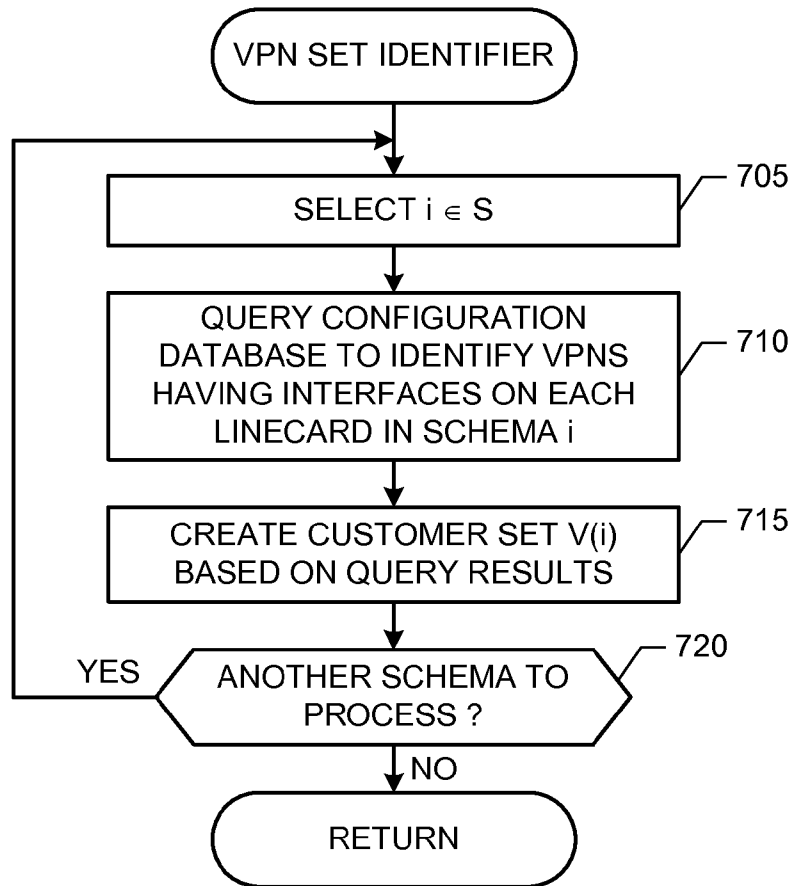 VPN SET IDENTIFIER
SELECT i ∈ S
705
QUERY CONFIGURATION
DATABASE TO IDENTIFY VPNS
HAVING INTERFACES ON EACH
LINECARD IN SCHEMA i
710
CREATE CUSTOMER SET V(i)
BASED ON QUERY RESULTS
715
ANOTHER SCHEMA TO
PROCESS ?
720
YES
NO
RETURN